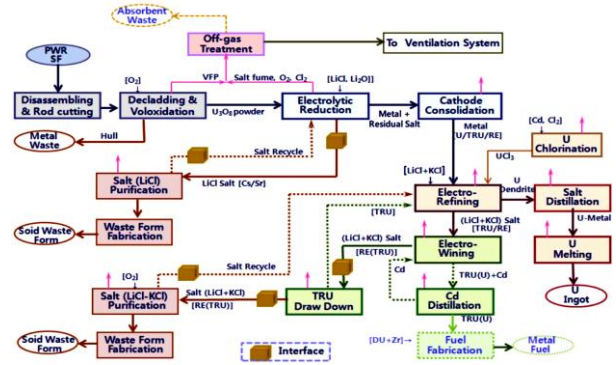 Absorbent
Waste
PWR
SF
Off-gas
Treatment
To Ventilation System
[O₂]
VFP
Salt fume, O₂, Cl₂
[LiCl, Li₂O]]
Disassembling
& Rod cutting
Decladding &
Voloxidation
U₃O₈ powder
Electrolytic
Reduction
Metal +
Residual Salt
Cathode
Consolidation
Metal
Waste
Hull
Salt Recycle
Metal
U/TRU/RE
[Cd, Cl₂]
U
Chlorination
UCl₃
Salt (LiCl)
Purification
LiCl Salt [Cs/Sr]
[LiCl+KCl]
Electro-
Refining
U
Dendrite
Salt
Distillation
[TRU]
Soid Waste
Form
Waste Form
Fabrication
(LiCl+KCl) Salt
[TRU/RE]
U-Metal
(LiCl+KCl) Salt
[RE(TRU)]
Electro-
Wining
U
Melting
Salt Recycle
Cd
TRU(U)+Cd
[O₂]
Salt (LiCl-KCl)
Purification
Salt (LiCl+KCl)
[RE(TRU)]
TRU
Draw Down
Cd
Distillation
U
Ingot
TRU(U)
Soid Waste
Form
Waste Form
Fabrication
Interface
[DU+Zr]→
Fuel
Fabrication
Metal
Fuel